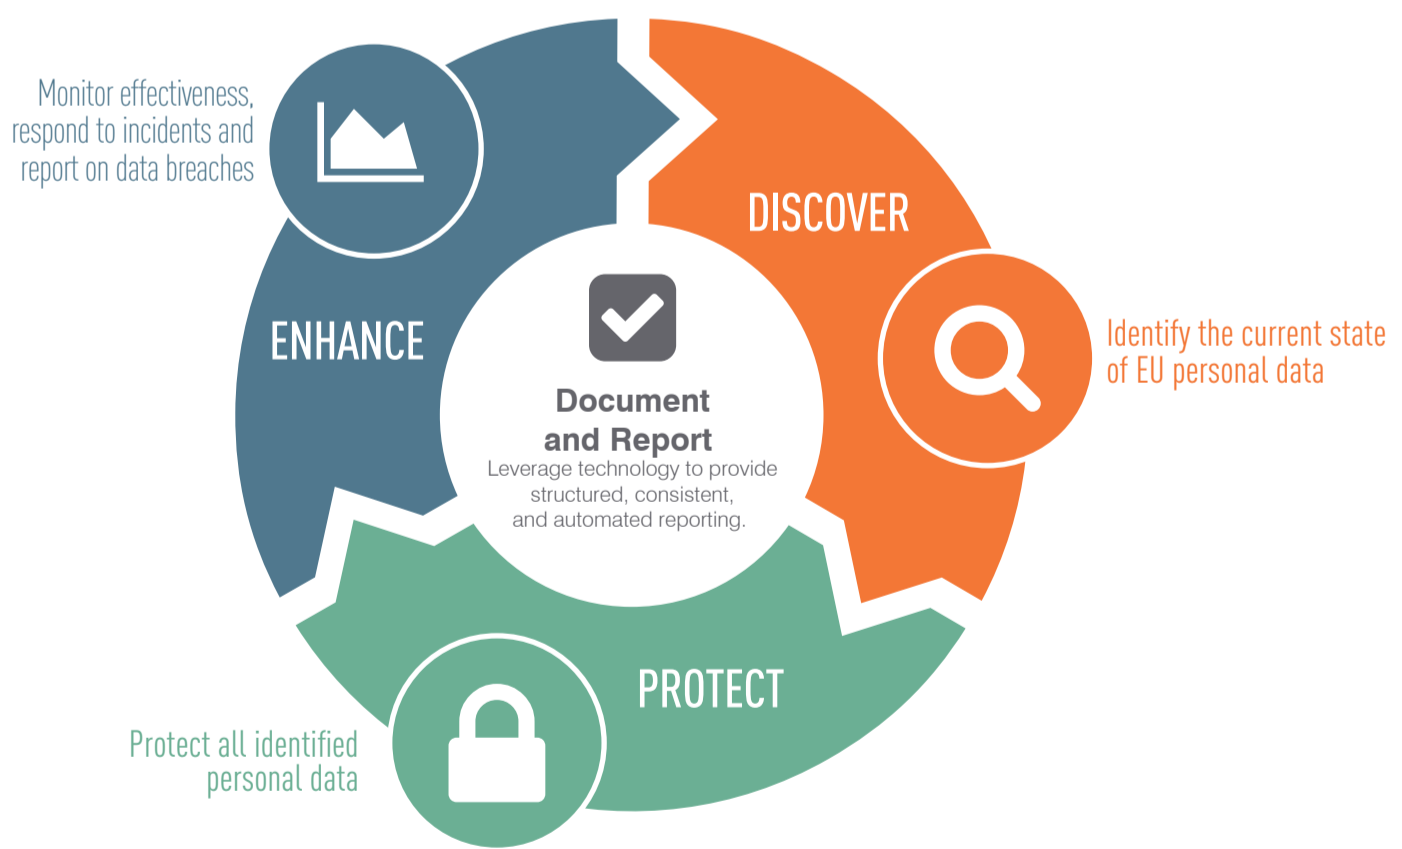 Monitor effectiveness,
respond to incidents and
report on data breaches
DISCOVER
Identify the current state
of EU personal data
ENHANCE
Document
and Report
Leverage technology to provide
structured, consistent,
and automated reporting.
PROTECT
Protect all identified
personal data